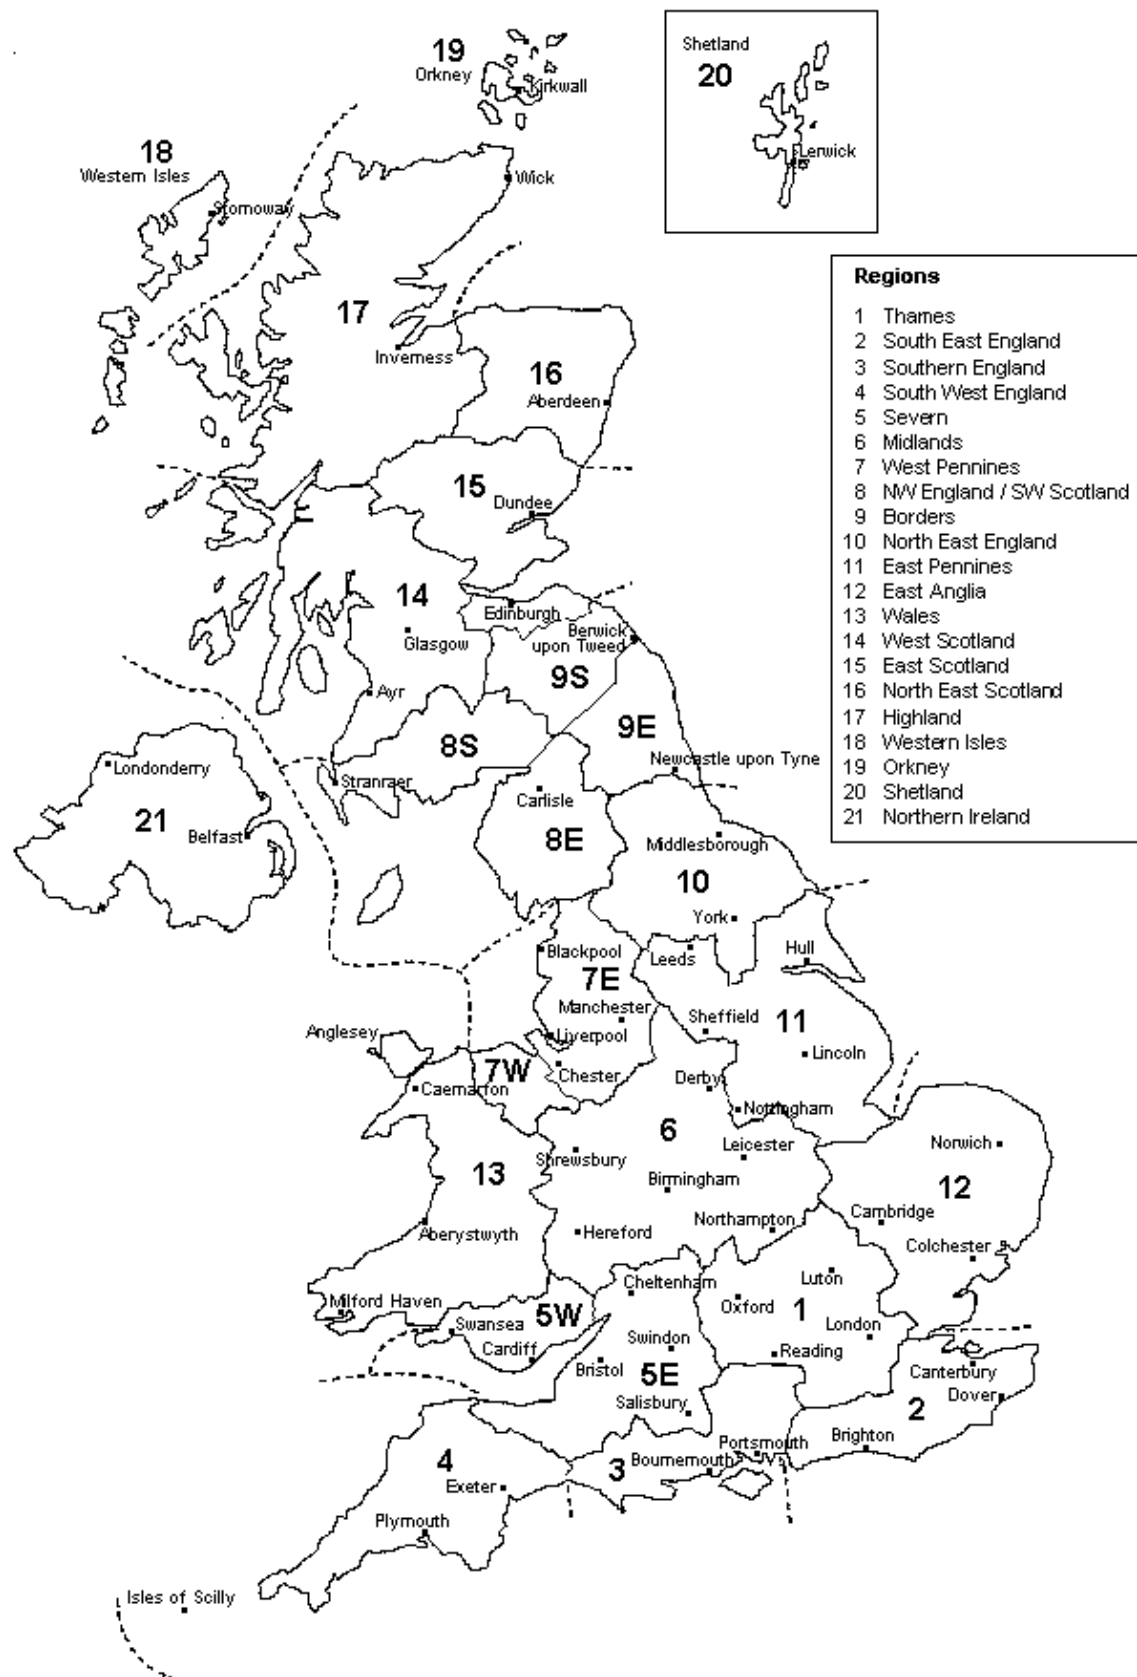 19
Orkney
Kirkwall
Shetland
20
Lerwick
18
Western Isles
Stornoway
Wick
17
Inverness
16
Aberdeen
15
Dundee
14
Edinburgh
Glasgow
Berwick
upon Tweed
9S
Ayr
8S
9E
Newcastle upon Tyne
Stranraer
Carlisle
Londonderry
21
Belfast
8E
Middlesborough
10
York
Leeds
Hull
Blackpool
7E
Manchester
Sheffield
11
Liverpool
Lincoln
Anglesey
7W
Chester
Caernarfon
Derby
Nottingham
6
Leicester
Norwich
Shrewsbury
13
Birmingham
12
Cambridge
Aberystwyth
Hereford
Northampton
Colchester
Cheltenham
Luton
Milford Haven
5W
Oxford
1
Swansea
Swindon
London
Cardiff
Bristol
5E
Reading
Canterbury
Dover
Salisbury
2
Brighton
Portsmouth
4
3
Bournemouth
Exeter
Plymouth
Isles of Scilly
Regions
1 Thames
2 South East England
3 Southern England
4 South West England
5 Severn
6 Midlands
7 West Pennines
8 NW England / SW Scotland
9 Borders
10 North East England
11 East Pennines
12 East Anglia
13 Wales
14 West Scotland
15 East Scotland
16 North East Scotland
17 Highland
18 Western Isles
19 Orkney
20 Shetland
21 Northern Ireland